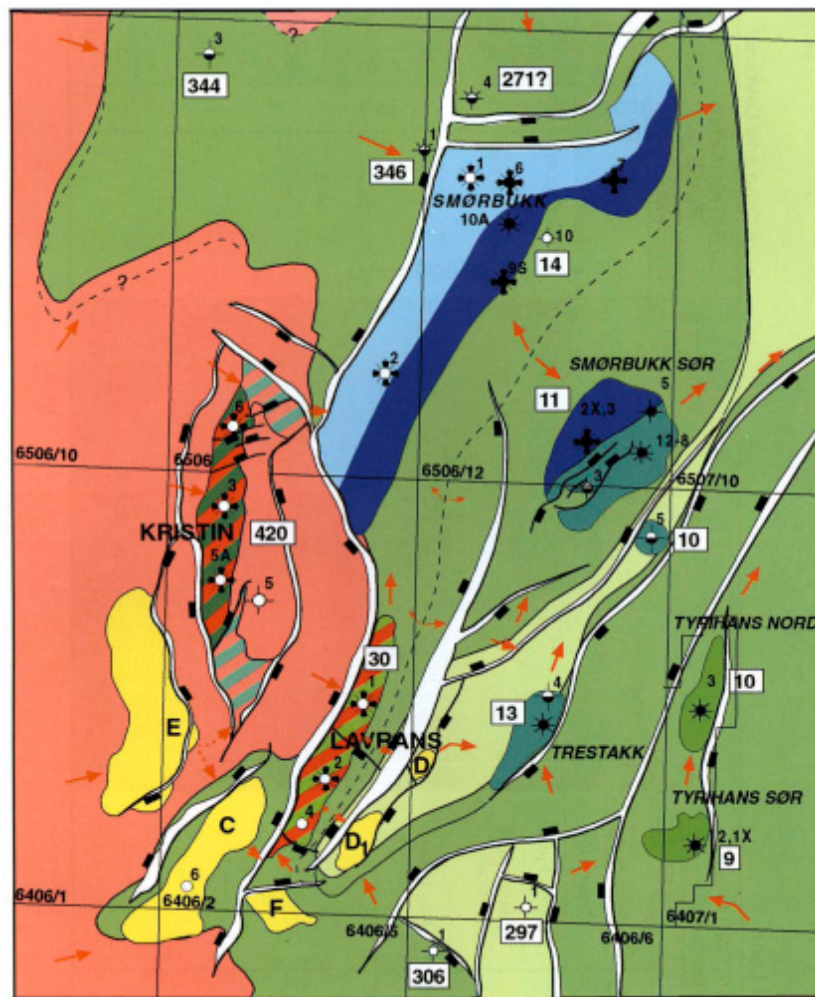 ?
3
344
4
271?
1
346
1
6
7
SMØRBUKK
10A
10
14
9S
?
2
SMØRBUKK SØR
11
5
2X,3
6
12-8
6506/10
6506
6506/12
3
6507/10
3
KRISTIN
420
5
10
5A
5
30
TYRIHANS NORD
1
4
3
10
E
13
LAVRANS
D
TRESTAKK
2
C
4
TYRIHANS SØR
D1
2,1X
9
6
6406/1
6406/2
F
1
6407/1
6406/5
297
6406/6
1
306